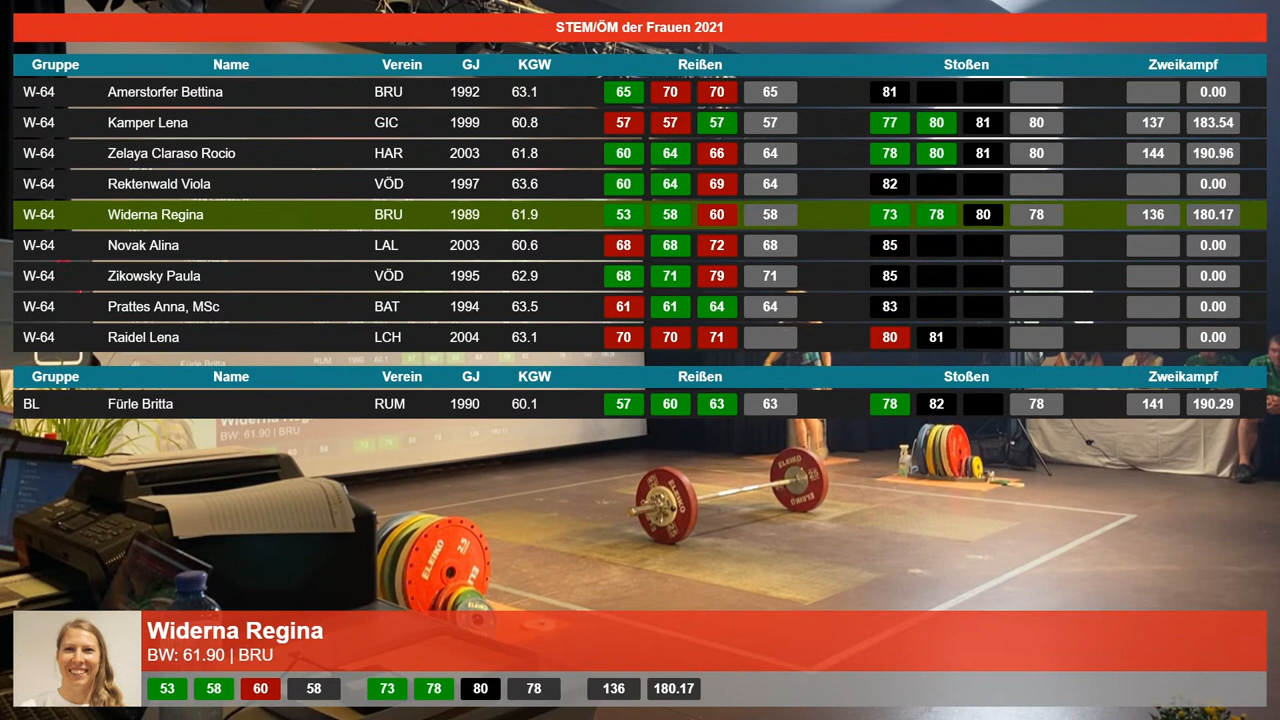 STEM/ÖM der Frauen 2021
Gruppe Name Verein GJ KGW Reißen Stoßen Zweikampf
W-64 Amerstorfer Bettina BRU 1992 63.1 65 70 70 65 81 0.00
W-64 Kamper Lena GIC 1999 60.8 57 57 57 57 77 80 81 80 137 183.54
W-64 Zelaya Claraso Rocio HAR 2003 61.8 60 64 66 64 78 80 81 80 144 190.96
W-64 Rektenwald Viola VÖD 1997 63.6 60 64 69 64 82 0.00
W-64 Widerna Regina BRU 1989 61.9 53 58 60 58 73 78 80 78 136 180.17
W-64 Novak Alina LAL 2003 60.6 68 68 72 68 85 0.00
W-64 Zikowsky Paula VÖD 1995 62.9 68 71 79 71 85 0.00
W-64 Prattes Anna, MSc BAT 1994 63.5 61 61 64 64 83 0.00
W-64 Raidel Lena LCH 2004 63.1 70 70 71 80 81 0.00
Gruppe Name Verein GJ KGW Reißen Stoßen Zweikampf
BL Fürle Britta RUM 1990 60.1 57 60 63 63 78 82 78 141 190.29
BW: 61.90 | BRU
ELEIKO
ELEIKO
ELEIKO 25
Widerna Regina
BW: 61.90 | BRU
53 58 60 58 73 78 80 78 136 180.17